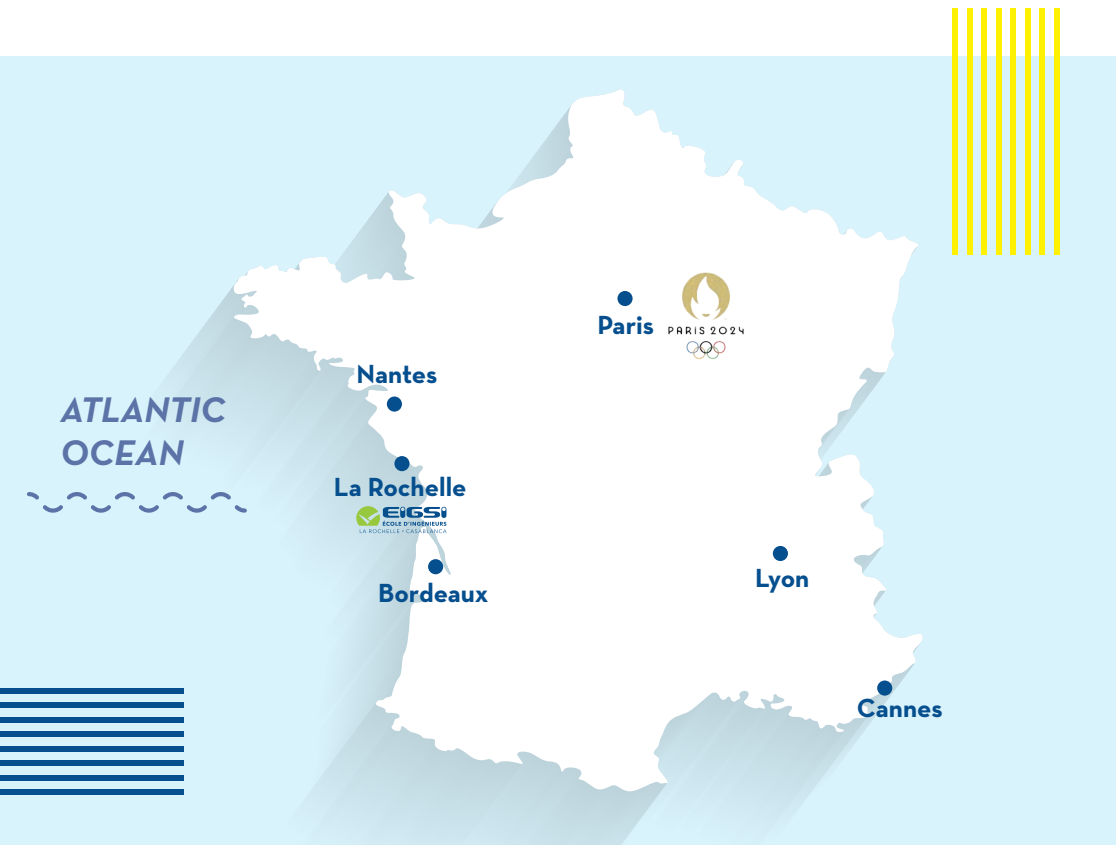 Paris
PARIS 2024
Nantes
ATLANTIC
OCEAN
La Rochelle
EIGSI
ÉCOLE D'INGÉNIEURS
LA ROCHELLE • CASABLANCA
Bordeaux
Lyon
Cannes